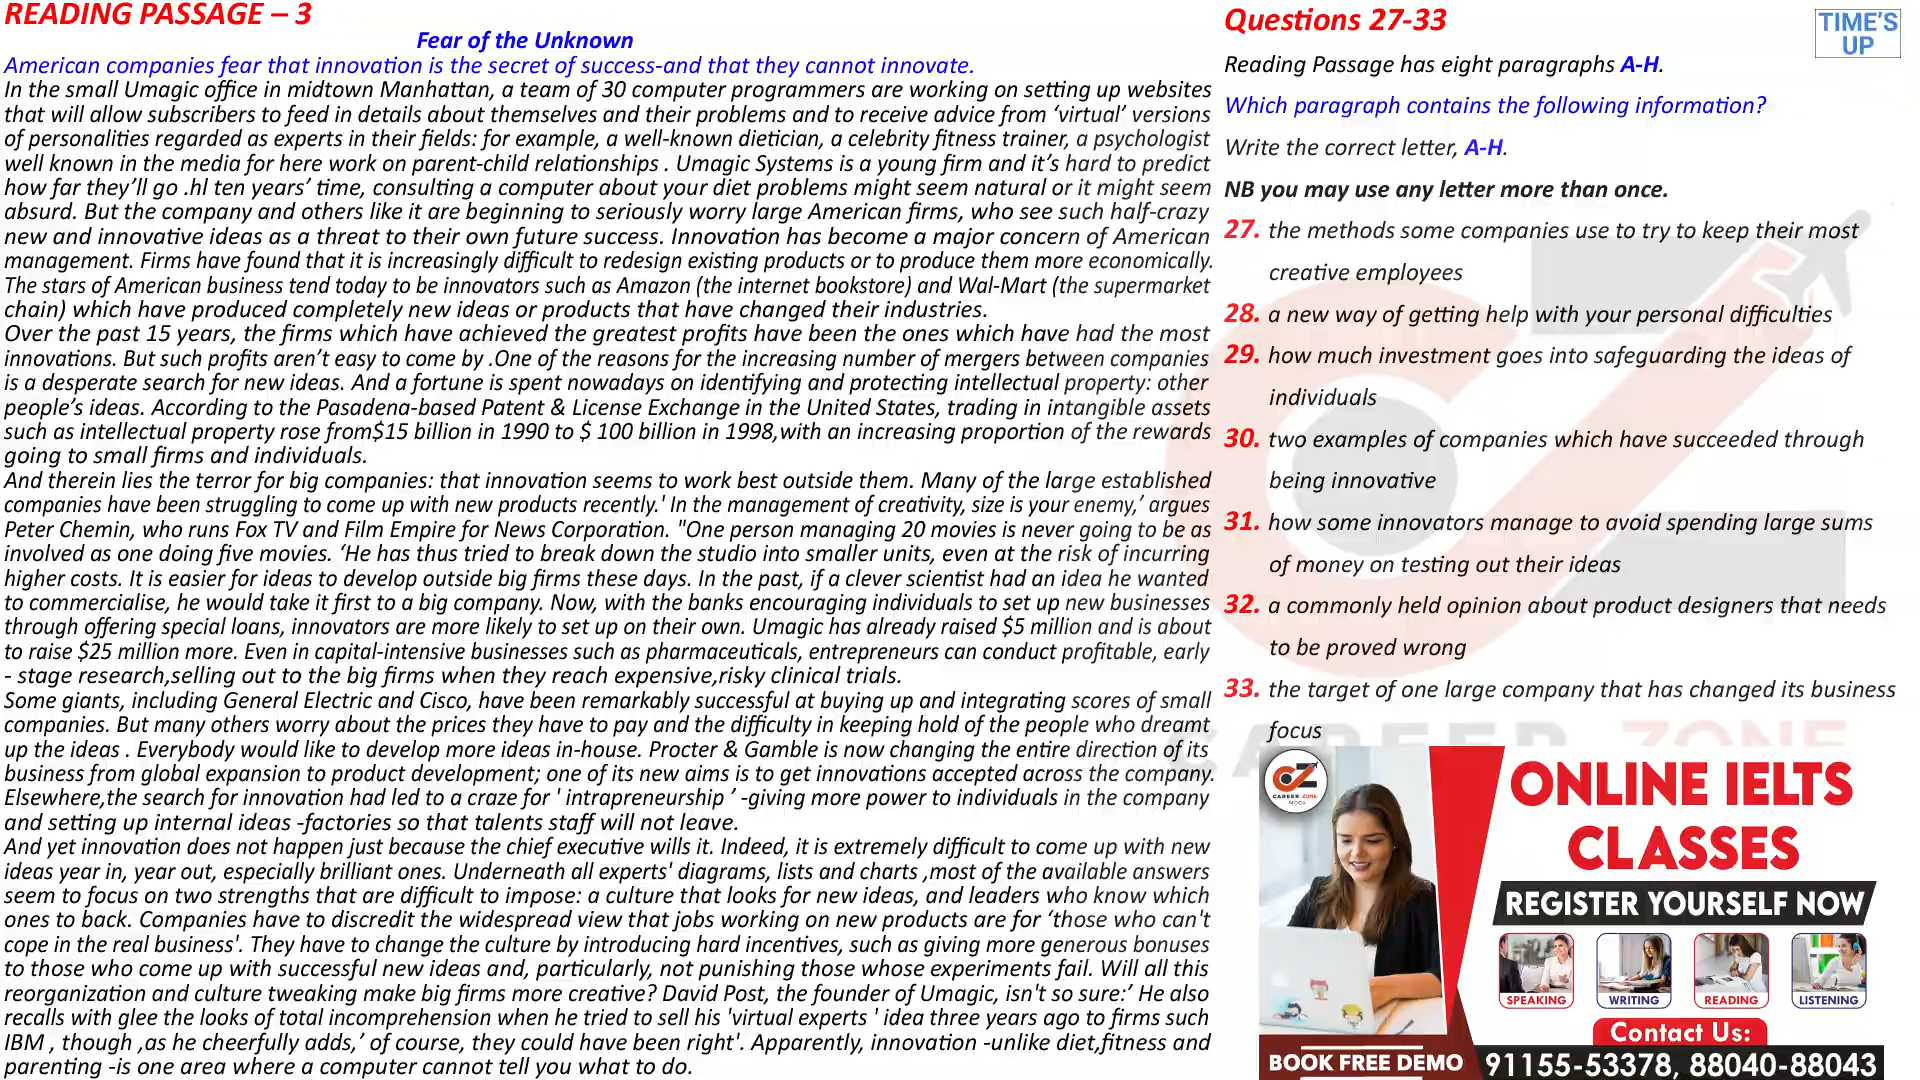 READING PASSAGE – 3
Fear of the Unknown
American companies fear that innovation is the secret of success-and that they cannot innovate.
In the small Umagic office in midtown Manhattan, a team of 30 computer programmers are working on setting up websites
that will allow subscribers to feed in details about themselves and their problems and to receive advice from ‘virtual’ versions
of personalities regarded as experts in their fields: for example, a well-known dietician, a celebrity fitness trainer, a psychologist
well known in the media for here work on parent-child relationships . Umagic Systems is a young firm and it’s hard to predict
how far they’ll go .hl ten years’ time, consulting a computer about your diet problems might seem natural or it might seem
absurd. But the company and others like it are beginning to seriously worry large American firms, who see such half-crazy
new and innovative ideas as a threat to their own future success. Innovation has become a major concern of American
management. Firms have found that it is increasingly difficult to redesign existing products or to produce them more economically.
The stars of American business tend today to be innovators such as Amazon (the internet bookstore) and Wal-Mart (the supermarket
chain) which have produced completely new ideas or products that have changed their industries.
Over the past 15 years, the firms which have achieved the greatest profits have been the ones which have had the most
innovations. But such profits aren’t easy to come by .One of the reasons for the increasing number of mergers between companies
is a desperate search for new ideas. And a fortune is spent nowadays on identifying and protecting intellectual property: other
people’s ideas. According to the Pasadena-based Patent & License Exchange in the United States, trading in intangible assets
such as intellectual property rose from$15 billion in 1990 to $ 100 billion in 1998,with an increasing proportion of the rewards
going to small firms and individuals.
And therein lies the terror for big companies: that innovation seems to work best outside them. Many of the large established
companies have been struggling to come up with new products recently.' In the management of creativity, size is your enemy,’ argues
Peter Chemin, who runs Fox TV and Film Empire for News Corporation. "One person managing 20 movies is never going to be as
involved as one doing five movies. ‘He has thus tried to break down the studio into smaller units, even at the risk of incurring
higher costs. It is easier for ideas to develop outside big firms these days. In the past, if a clever scientist had an idea he wanted
to commercialise, he would take it first to a big company. Now, with the banks encouraging individuals to set up new businesses
through offering special loans, innovators are more likely to set up on their own. Umagic has already raised $5 million and is about
to raise $25 million more. Even in capital-intensive businesses such as pharmaceuticals, entrepreneurs can conduct profitable, early
- stage research,selling out to the big firms when they reach expensive,risky clinical trials.
Some giants, including General Electric and Cisco, have been remarkably successful at buying up and integrating scores of small
companies. But many others worry about the prices they have to pay and the difficulty in keeping hold of the people who dreamt
up the ideas . Everybody would like to develop more ideas in-house. Procter & Gamble is now changing the entire direction of its
business from global expansion to product development; one of its new aims is to get innovations accepted across the company.
Elsewhere,the search for innovation had led to a craze for ' intrapreneurship ’ -giving more power to individuals in the company
and setting up internal ideas -factories so that talents staff will not leave.
And yet innovation does not happen just because the chief executive wills it. Indeed, it is extremely difficult to come up with new
ideas year in, year out, especially brilliant ones. Underneath all experts' diagrams, lists and charts ,most of the available answers
seem to focus on two strengths that are difficult to impose: a culture that looks for new ideas, and leaders who know which
ones to back. Companies have to discredit the widespread view that jobs working on new products are for ‘those who can't
cope in the real business'. They have to change the culture by introducing hard incentives, such as giving more generous bonuses
to those who come up with successful new ideas and, particularly, not punishing those whose experiments fail. Will all this
reorganization and culture tweaking make big firms more creative? David Post, the founder of Umagic, isn't so sure:’ He also
recalls with glee the looks of total incomprehension when he tried to sell his 'virtual experts ' idea three years ago to firms such
IBM , though ,as he cheerfully adds,’ of course, they could have been right'. Apparently, innovation -unlike diet,fitness and
parenting -is one area where a computer cannot tell you what to do.
Questions 27-33
TIME'S
UP
Reading Passage has eight paragraphs A-H.
Which paragraph contains the following information?
Write the correct letter, A-H.
NB you may use any letter more than once.
27. the methods some companies use to try to keep their most
creative employees
28. a new way of getting help with your personal difficulties
29. how much investment goes into safeguarding the ideas of
individuals
30. two examples of companies which have succeeded through
being innovative
31. how some innovators manage to avoid spending large sums
of money on testing out their ideas
32. a commonly held opinion about product designers that needs
to be proved wrong
33. the target of one large company that has changed its business
focus
CAREER ZONE
CAREER ZONE
MOGA
ONLINE IELTS
CLASSES
REGISTER YOURSELF NOW
SPEAKING WRITING READING LISTENING
Contact Us:
BOOK FREE DEMO 91155-53378, 88040-88043